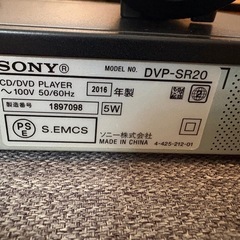 SONY® MODEL NO. DVP-SR20
CD/DVD PLAYER 2016 年製
～100V 50/60Hz
製造番号 1897098 5W
PSE S.EMCS
ソニー株式会社
MADE IN CHINA 4-425-212-01